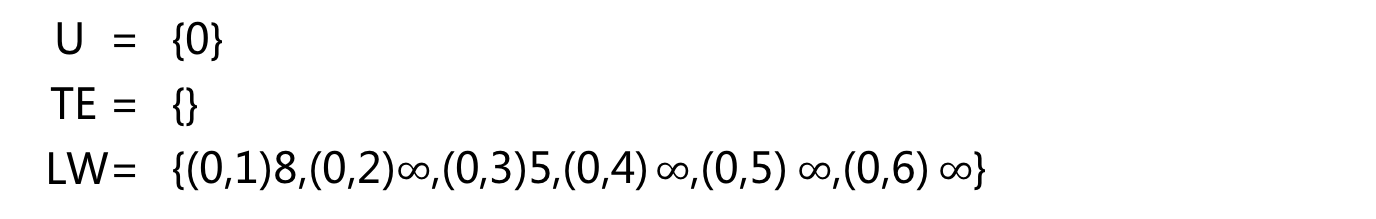 U = {0}
TE = {}
LW= {(0,1)8,(0,2)∞,(0,3)5,(0,4) ∞,(0,5) ∞,(0,6) ∞}